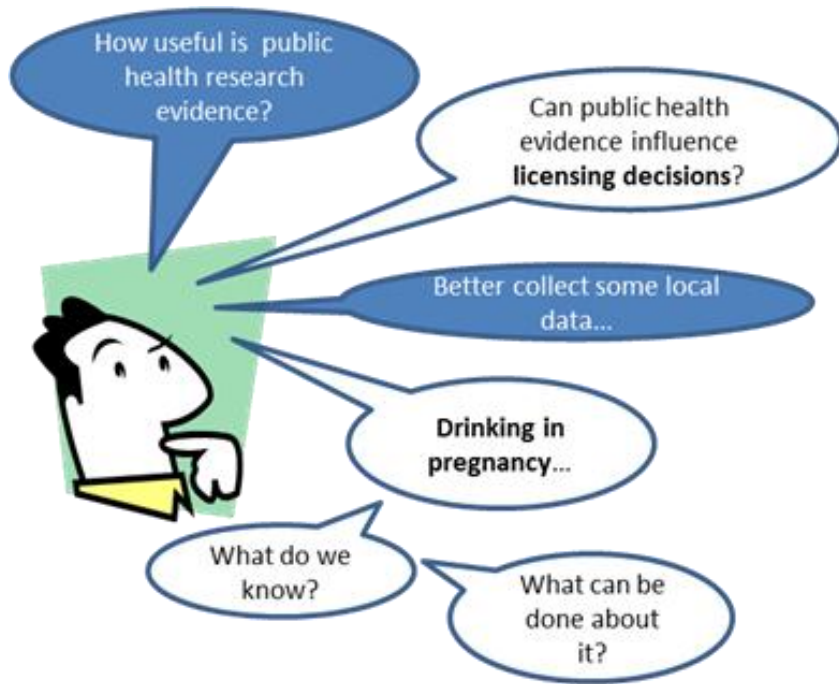 How useful is public
health research
evidence?
Can public health
evidence influence
licensing decisions?
Better collect some local
data...
Drinking in
pregnancy...
What do we
know?
What can be
done about
it?